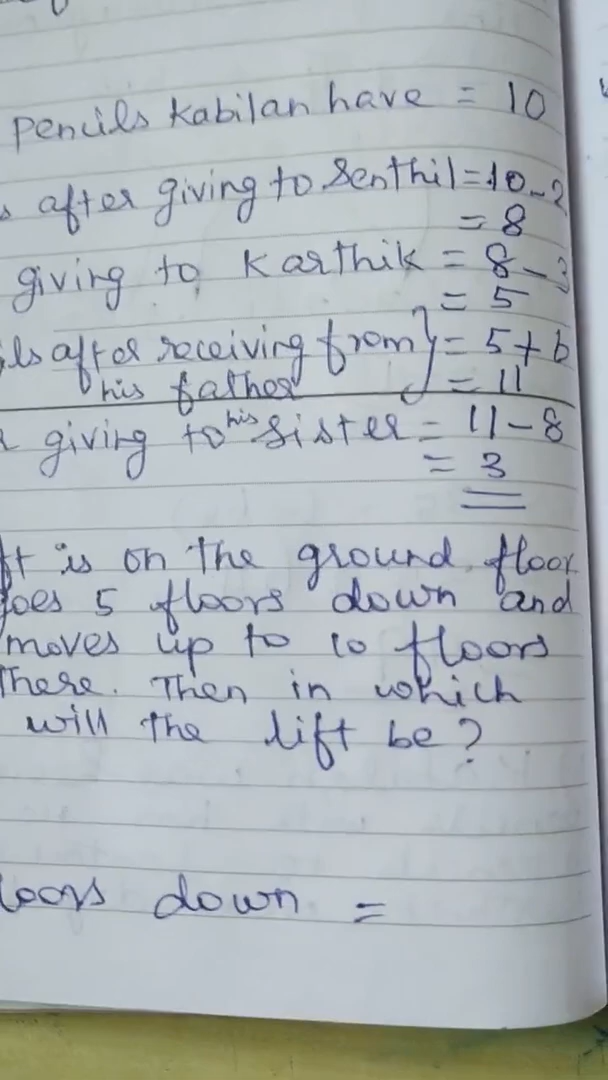 Pencils Kabilan have = 10
after giving to Senthil = 10 - 2
= 8
giving to Karthik = 8 - 3
= 5
after receiving from } = 5 + 6
his father = 11
giving to his sister = 11 - 8
= 3
is on the ground floor
5 floors down and
moves up to 10 floors
there. Then in which
will the lift be?
down =